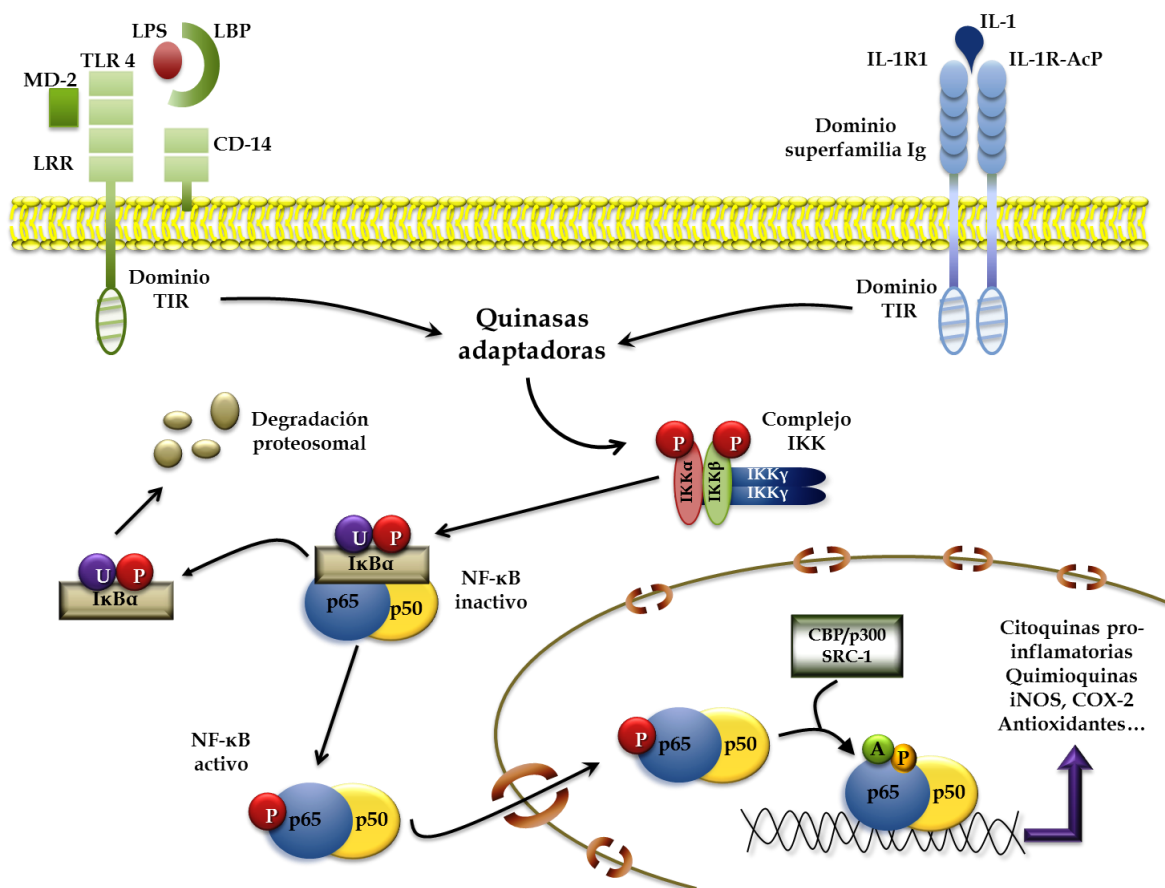 LPS
LBP
TLR 4
MD-2
CD-14
LRR
Dominio
TIR
IL-1
IL-1R1
IL-1R-AcP
Dominio
superfamilia Ig
Dominio
TIR
Quinasas
adaptadoras
Degradación
proteosomal
Complejo
IKK
P
P
IKKα
IKKβ
IKKγ
IKKγ
U
P
IκBα
p65
p50
NF-κB
inactivo
U
P
IκBα
NF-κB
activo
P
p65
p50
P
p65
p50
CBP/p300
SRC-1
A
P
p65
p50
Citoquinas pro-
inflamatorias
Quimioquinas
iNOS, COX-2
Antioxidantes...